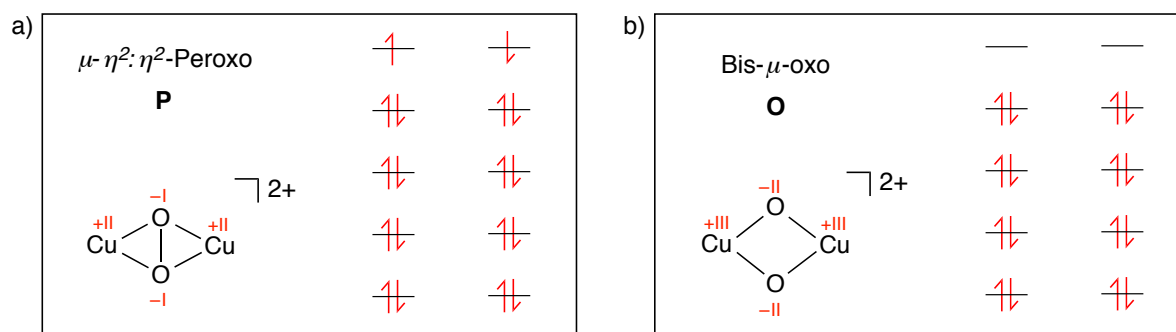 a)
μ-η²:η²-Peroxo
P
2+
–I
+II
+II
O
Cu
Cu
O
–I
b)
Bis-μ-oxo
O
2+
–II
+III
+III
O
Cu
Cu
O
–II